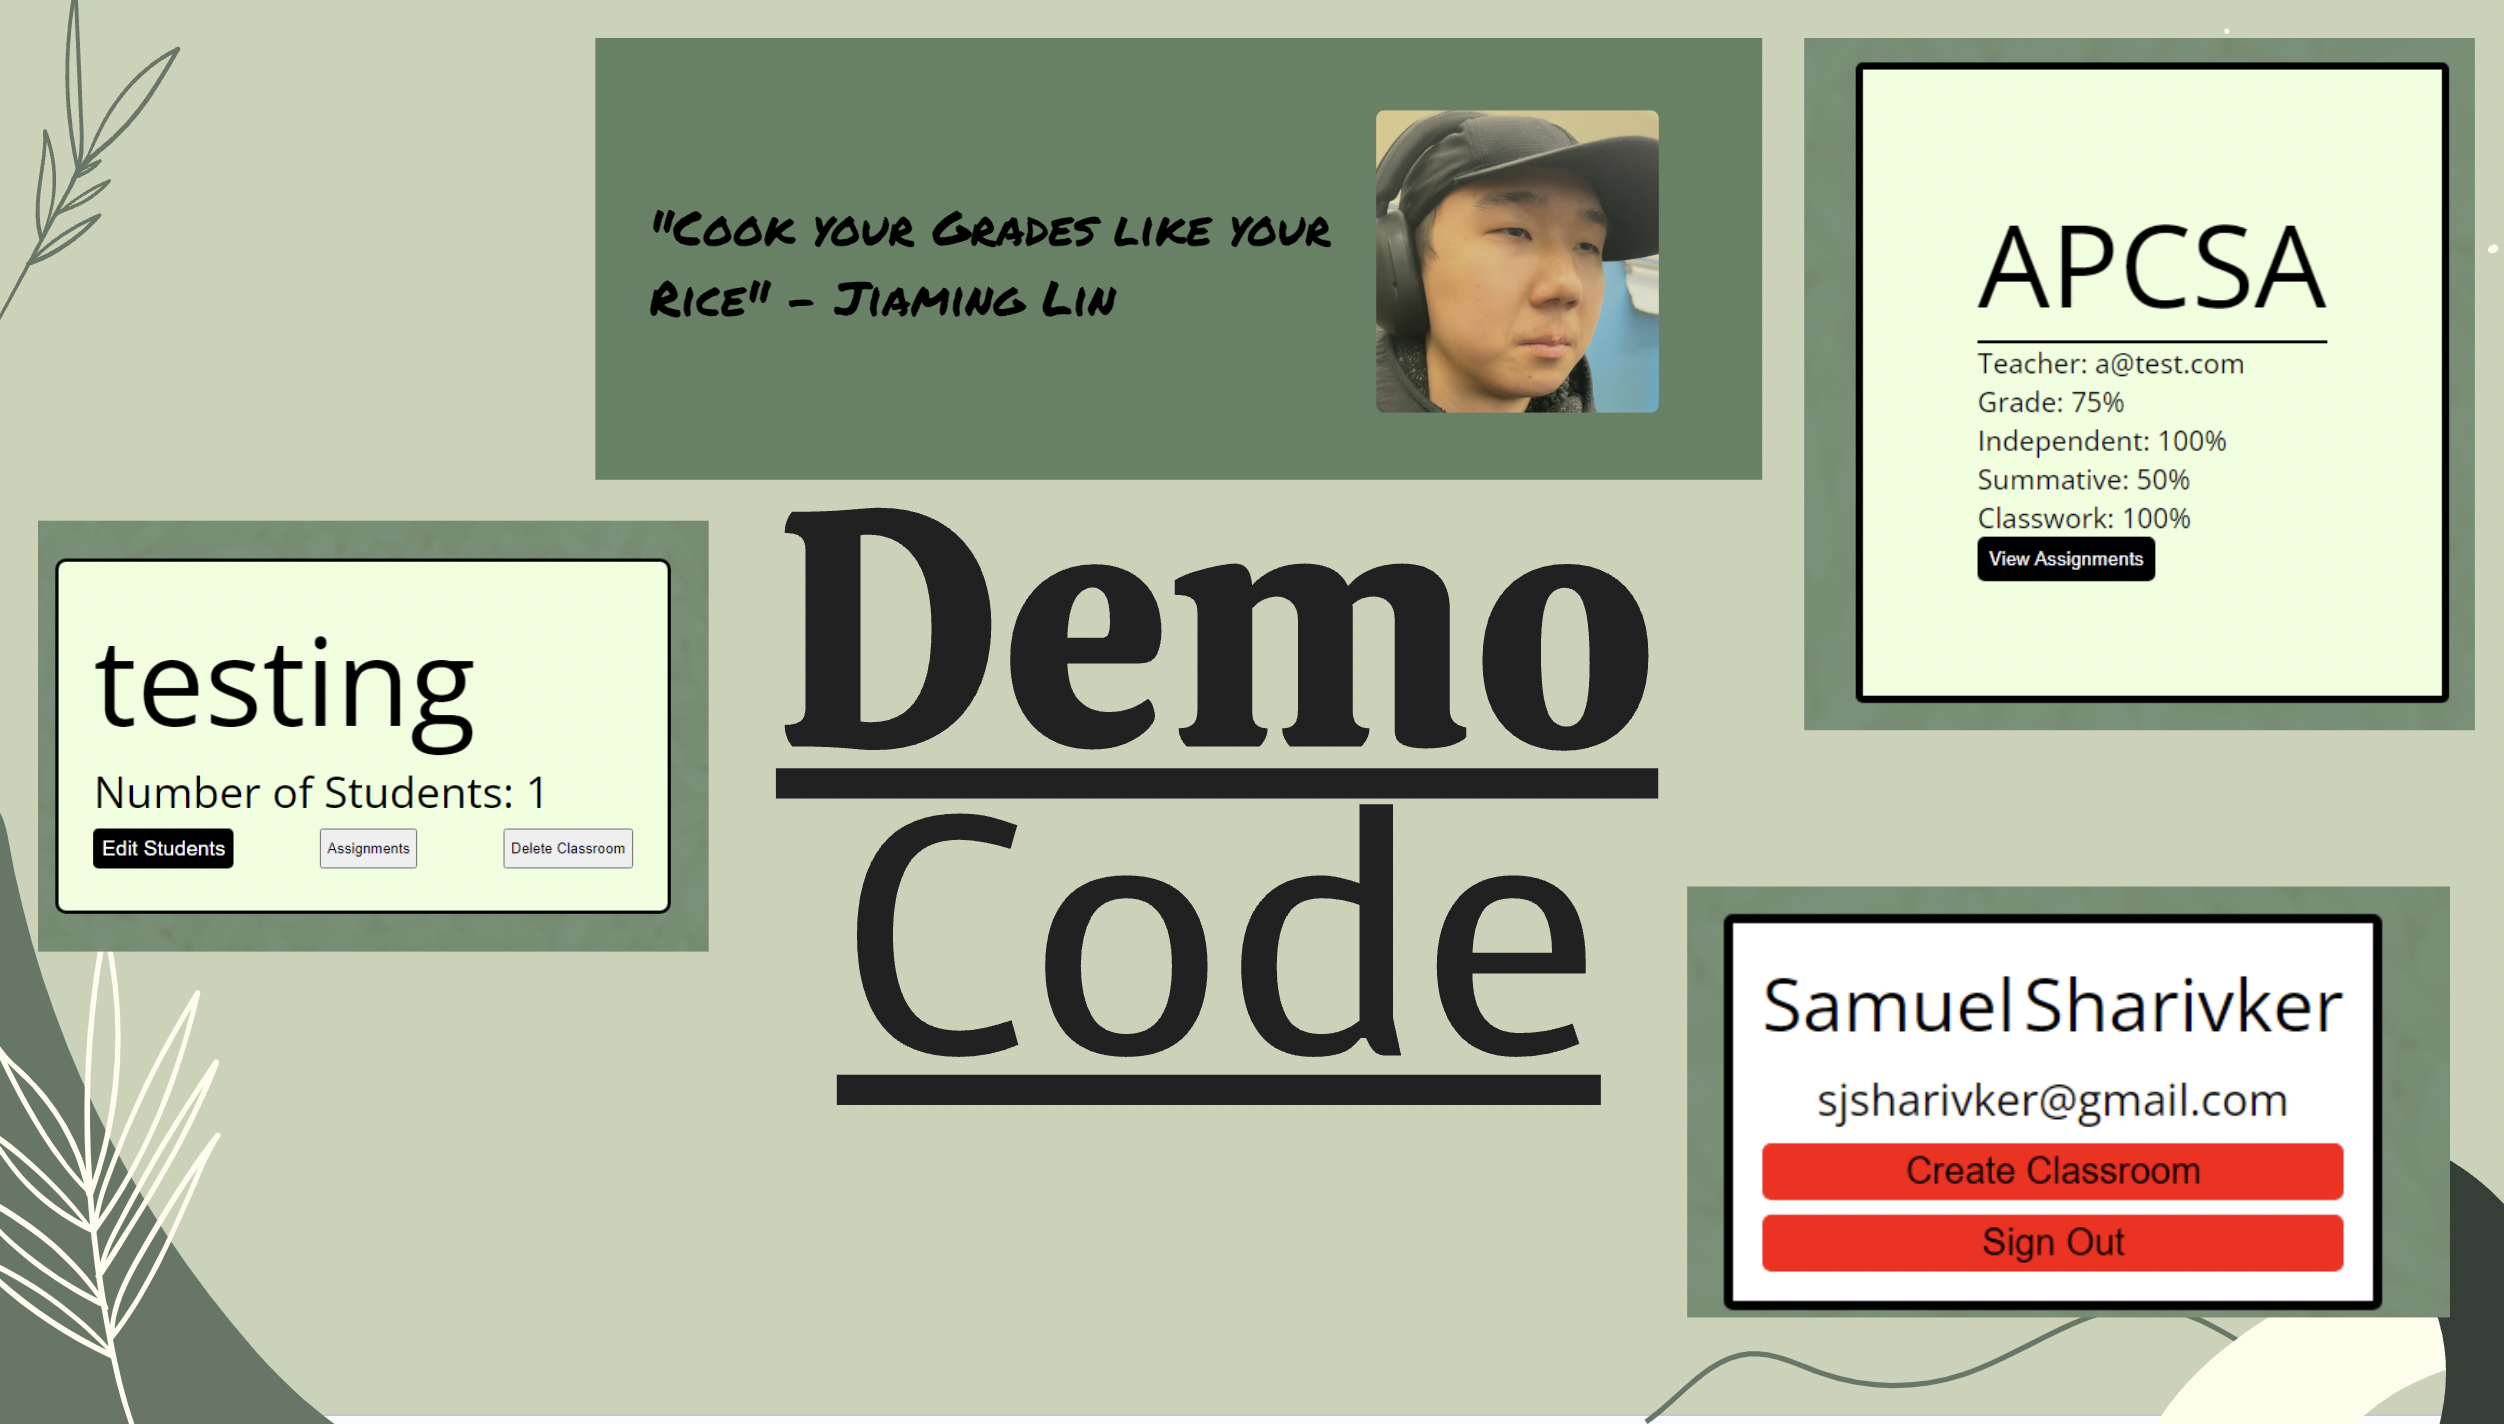 "Cook your Grades like your
Rice" - Jiaming Lin
APCSA
Teacher: a@test.com
Grade: 75%
Independent: 100%
Summative: 50%
Classwork: 100%
View Assignments
Demo
Code
testing
Number of Students: 1
Edit Students Assignments Delete Classroom
Samuel Sharivker
sjsharivker@gmail.com
Create Classroom
Sign Out